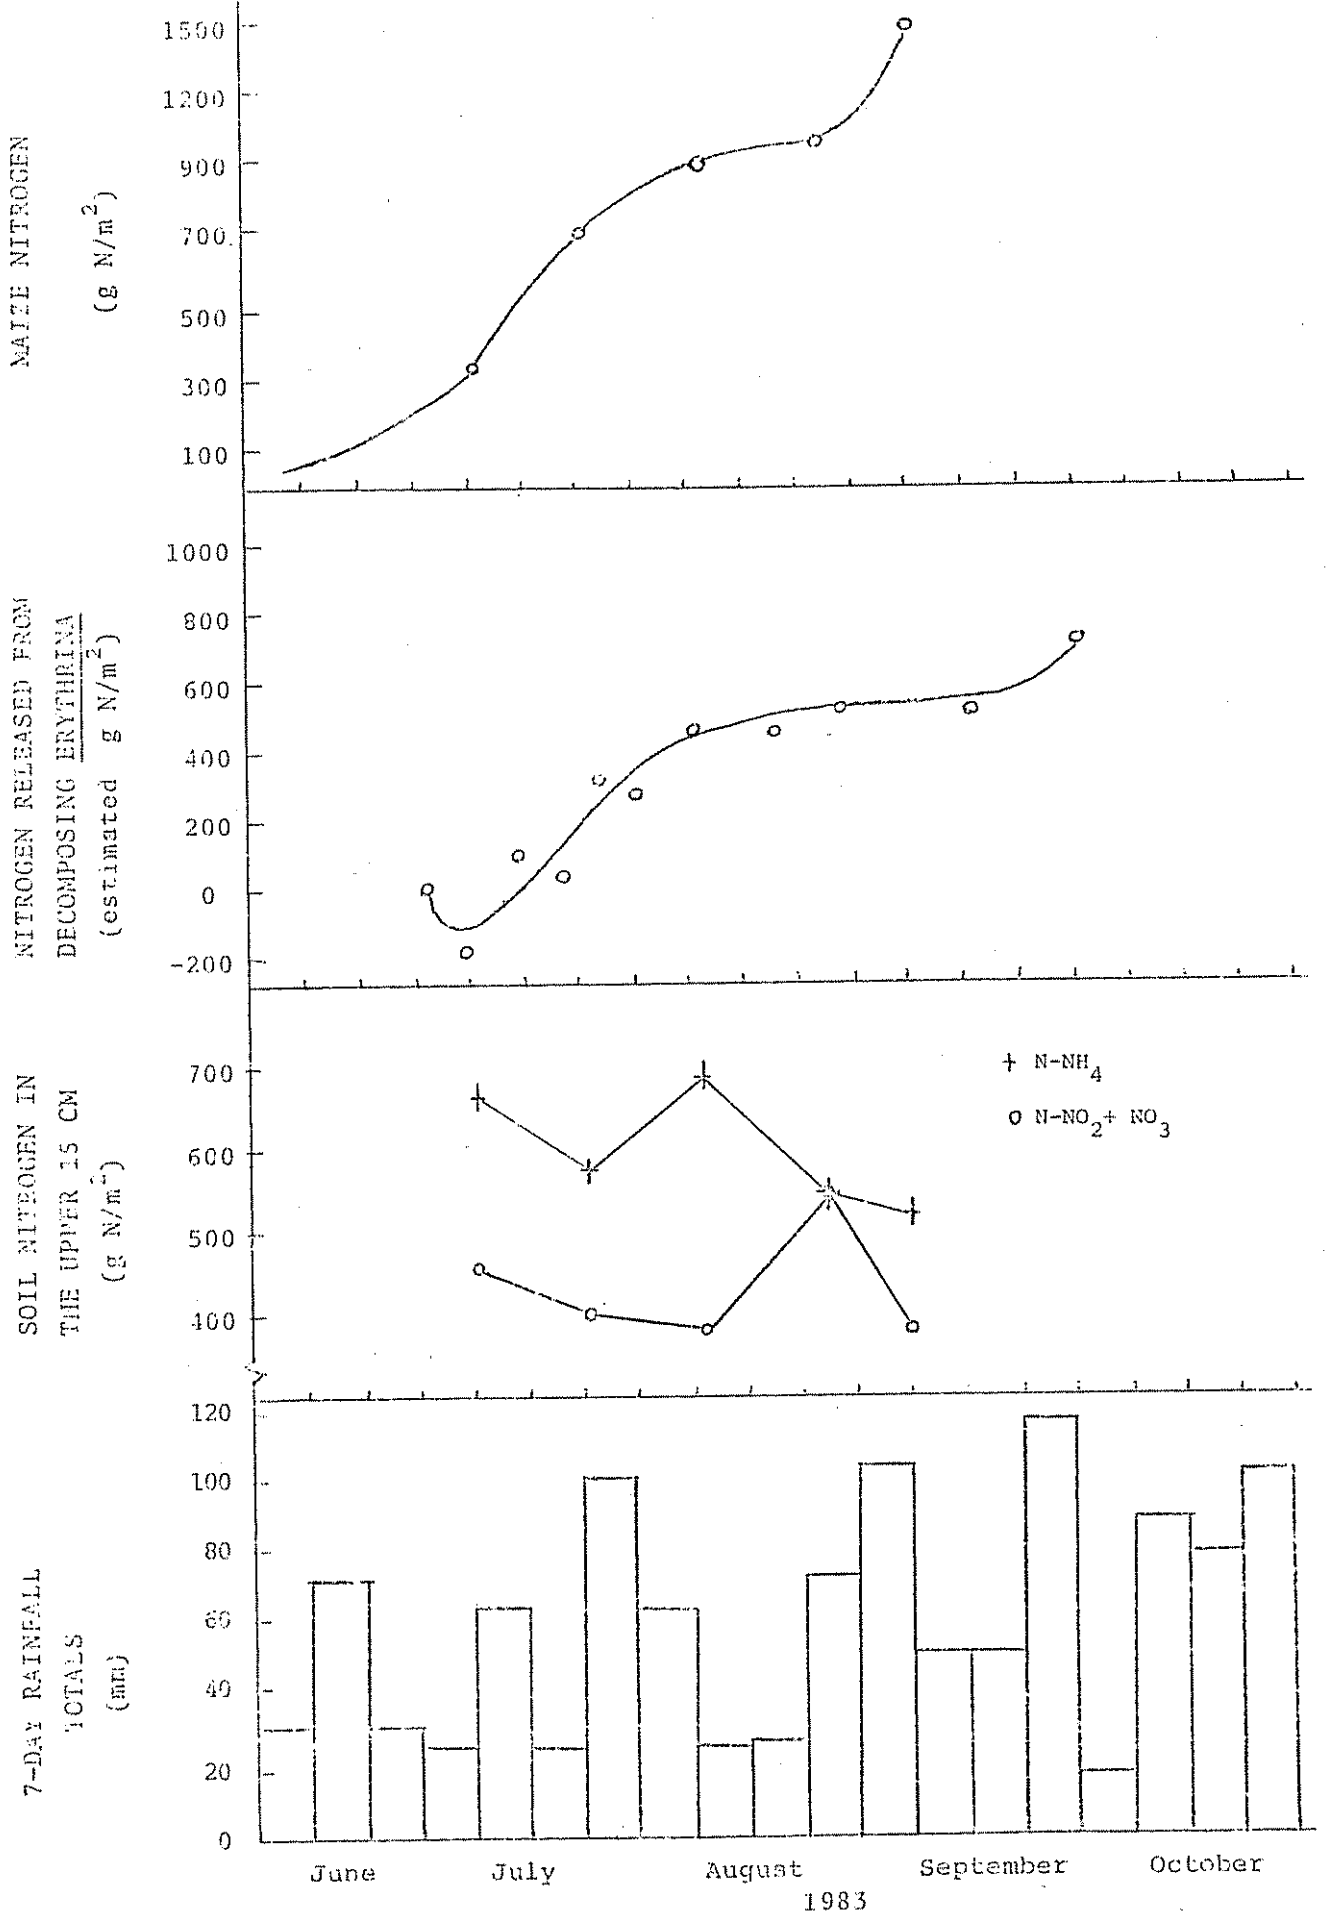 MAIZE NITROGEN
(g N/m2)
1500
1200
900
700
500
300
100
NITROGEN RELEASED FROM
DECOMPOSING ERYTHRINA
(estimated g N/m2)
1000
800
600
400
200
0
-200
SOIL NITROGEN IN
THE UPPER 15 CM
(g N/m2)
700
600
500
400
+ N-NH4
o N-NO2+ NO3
7-DAY RAINFALL
TOTALS
(mm)
120
100
80
60
40
20
0
June July August September October
1983